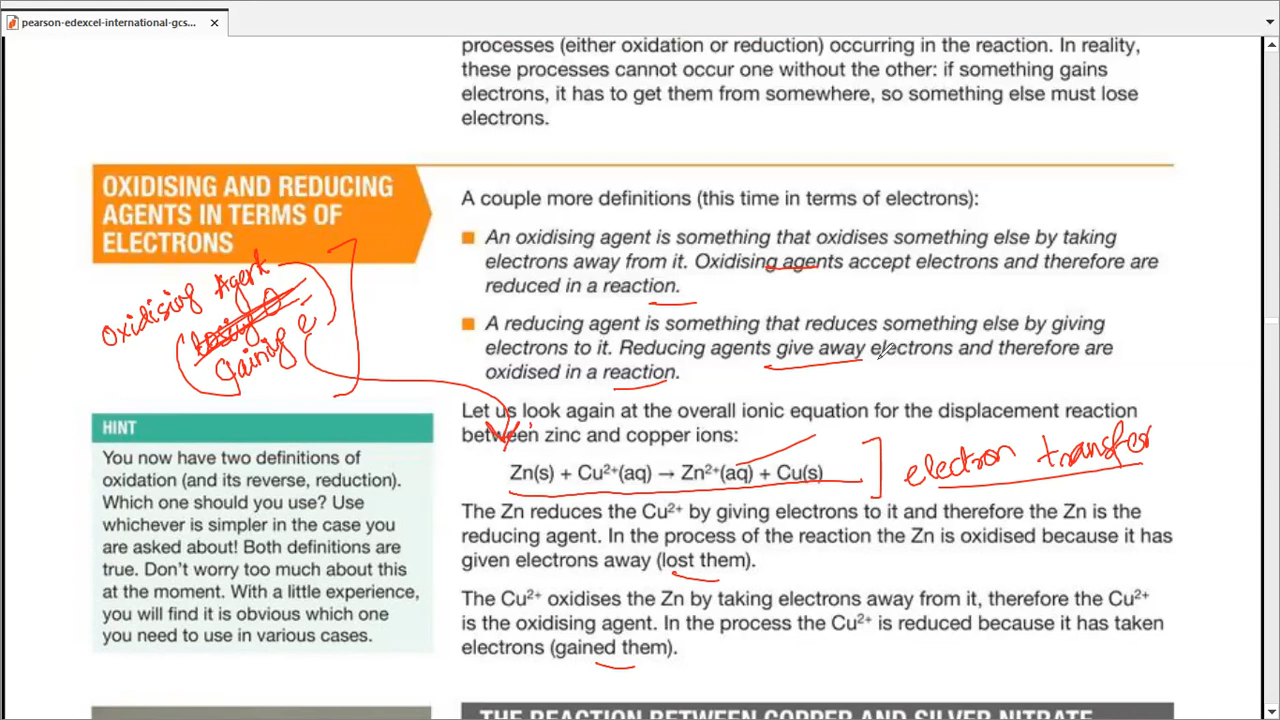 pearson-edexcel-international-gcs...
processes (either oxidation or reduction) occurring in the reaction. In reality,
these processes cannot occur one without the other: if something gains
electrons, it has to get them from somewhere, so something else must lose
electrons.
OXIDISING AND REDUCING
AGENTS IN TERMS OF
ELECTRONS
A couple more definitions (this time in terms of electrons):
An oxidising agent is something that oxidises something else by taking
electrons away from it. Oxidising agents accept electrons and therefore are
reduced in a reaction.
A reducing agent is something that reduces something else by giving
electrons to it. Reducing agents give away electrons and therefore are
oxidised in a reaction.
Oxidising Agent
Gaining e⁻
Let us look again at the overall ionic equation for the displacement reaction
between zinc and copper ions:
Zn(s) + Cu²⁺(aq) → Zn²⁺(aq) + Cu(s)
electron transfer
The Zn reduces the Cu²⁺ by giving electrons to it and therefore the Zn is the
reducing agent. In the process of the reaction the Zn is oxidised because it has
given electrons away (lost them).
The Cu²⁺ oxidises the Zn by taking electrons away from it, therefore the Cu²⁺
is the oxidising agent. In the process the Cu²⁺ is reduced because it has taken
electrons (gained them).
HINT
You now have two definitions of
oxidation (and its reverse, reduction).
Which one should you use? Use
whichever is simpler in the case you
are asked about! Both definitions are
true. Don't worry too much about this
at the moment. With a little experience,
you will find it is obvious which one
you need to use in various cases.
THE REACTION BETWEEN COPPER AND SILVER NITRATE